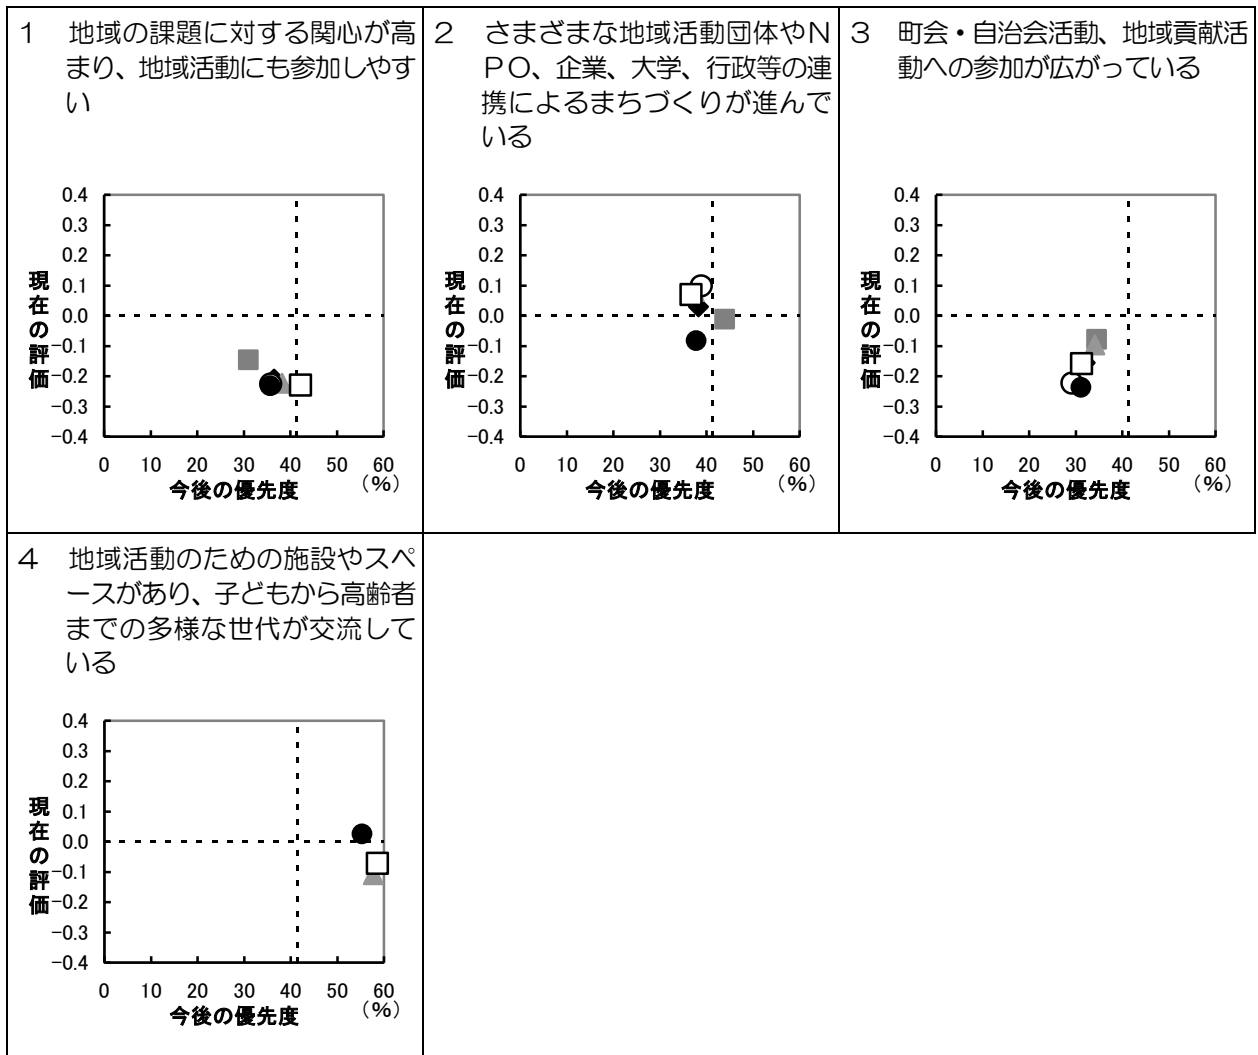 1 地域の課題に対する関心が高
まり、地域活動にも参加しやす
い
0.4
0.3
0.2
0.1
0.0
-0.1
-0.2
-0.3
-0.4
現在の評価
0 10 20 30 40 50 60
今後の優先度 (%)
2 さまざまな地域活動団体やN
PO、企業、大学、行政等の連
携によるまちづくりが進んで
いる
0.4
0.3
0.2
0.1
0.0
-0.1
-0.2
-0.3
-0.4
現在の評価
0 10 20 30 40 50 60
今後の優先度 (%)
3 町会・自治会活動、地域貢献活
動への参加が広がっている
0.4
0.3
0.2
0.1
0.0
-0.1
-0.2
-0.3
-0.4
現在の評価
0 10 20 30 40 50 60
今後の優先度 (%)
4 地域活動のための施設やスペ
ースがあり、子どもから高齢者
までの多様な世代が交流して
いる
0.4
0.3
0.2
0.1
0.0
-0.1
-0.2
-0.3
-0.4
現在の評価
0 10 20 30 40 50 60
今後の優先度 (%)